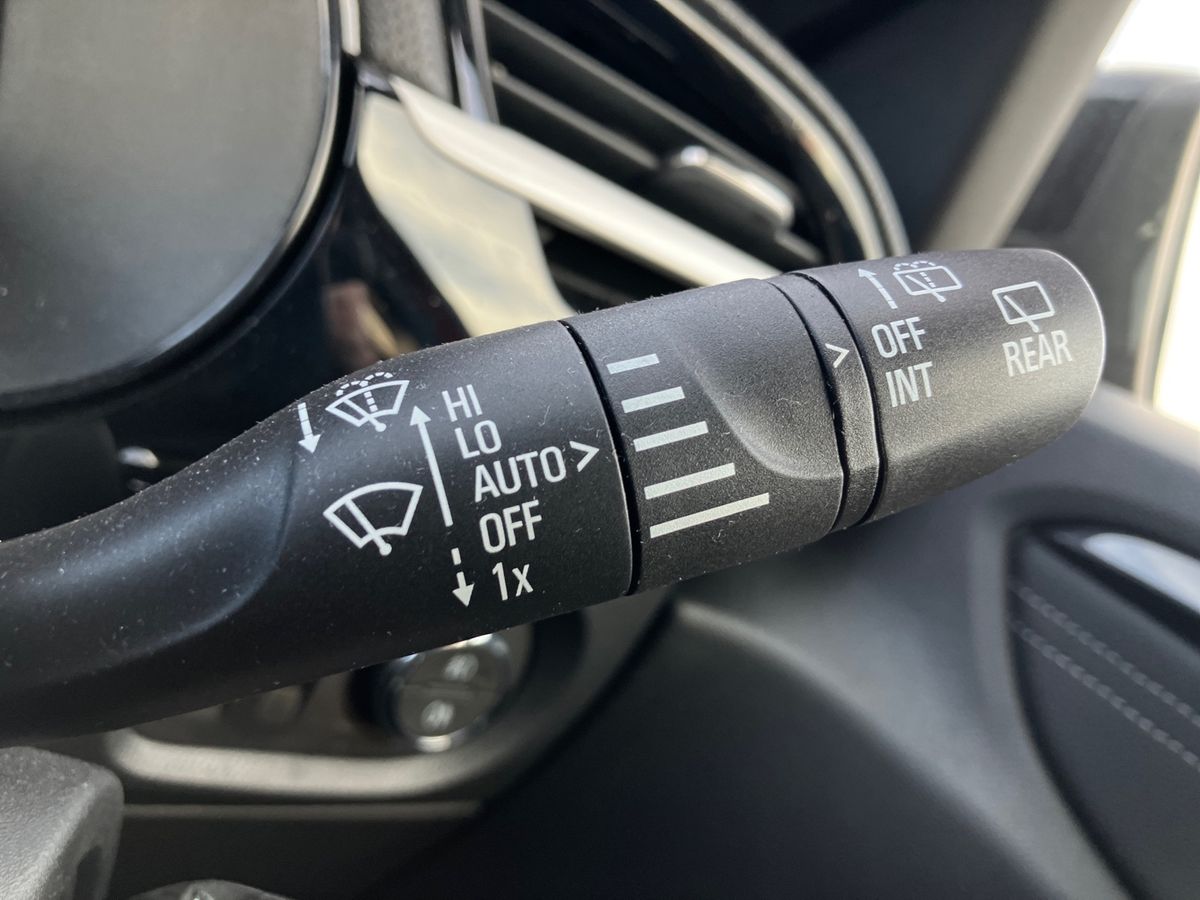 HI
LO
AUTO >
OFF
1x
>
OFF
INT
REAR